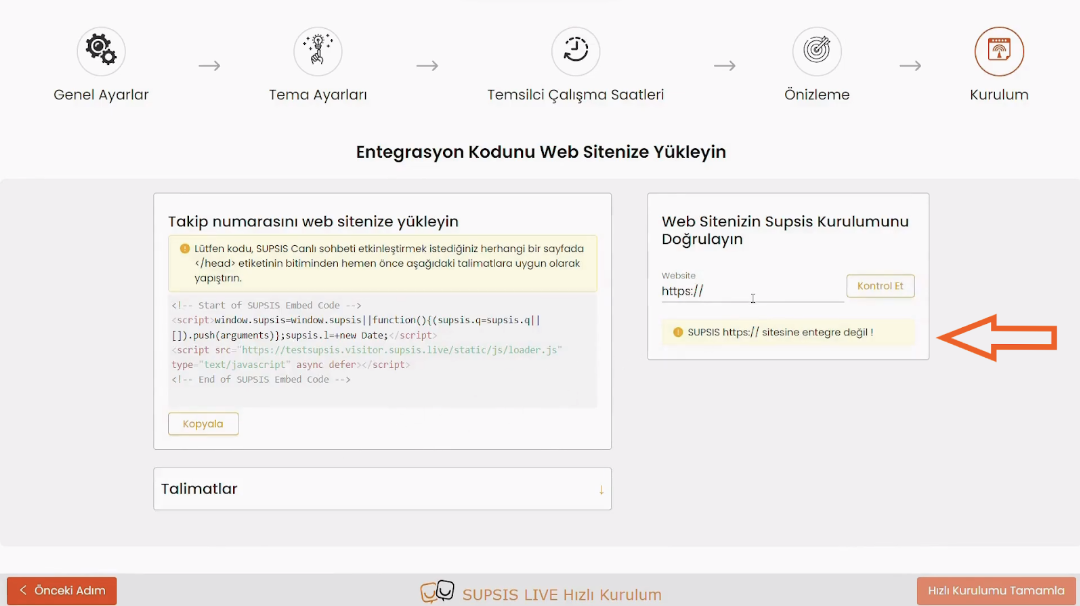 Genel Ayarlar
Tema Ayarları
Temsilci Çalışma Saatleri
Önizleme
Kurulum
Entegrasyon Kodunu Web Sitenize Yükleyin
Takip numarasını web sitenize yükleyin
Lütfen kodu, SUPSIS Canlı sohbeti etkinleştirmek istediğiniz herhangi bir sayfada
</head> etiketinin bitiminden hemen önce aşağıdaki talimatlara uygun olarak
yapıştırın.
<!-- Start of SUPSIS Embed Code -->
<script>window.supsis=window.supsis||function(){(supsis.q=supsis.q||
[]).push(arguments)};supsis.l=+new Date;</script>
<script src="https://testsupsis.visitor.supsis.live/static/js/loader.js"
type="text/javascript" async defer></script>
<!-- End of SUPSIS Embed Code -->
Kopyala
Talimatlar
Web Sitenizin Supsis Kurulumunu
Doğrulayın
Website
https://
Kontrol Et
SUPSIS https:// sitesine entegre değil !
Önceki Adım
SUPSIS LIVE Hızlı Kurulum
Hızlı Kurulumu Tamamla